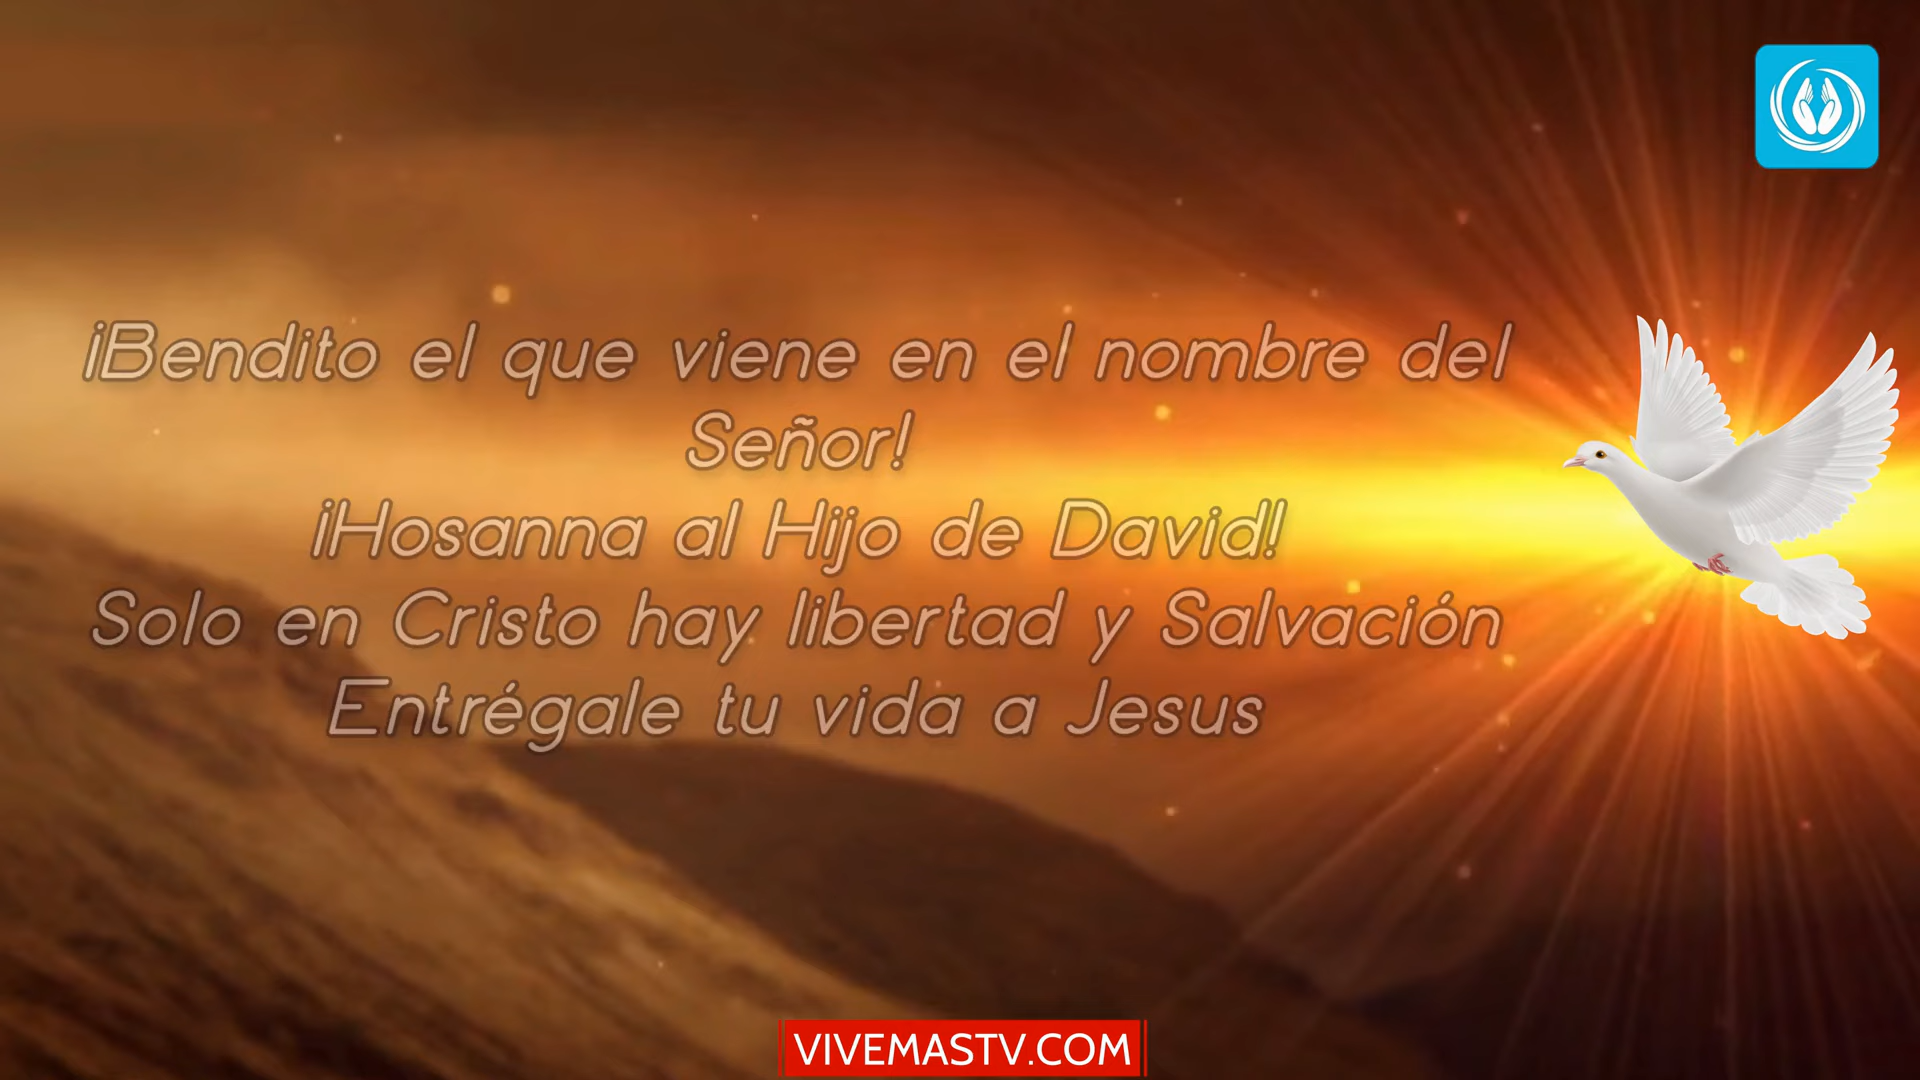 ¡Bendito el que viene en el nombre del
Señor!
¡Hosanna al Hijo de David!
Solo en Cristo hay libertad y Salvación
Entrégale tu vida a Jesus
VIVEMASTV.COM